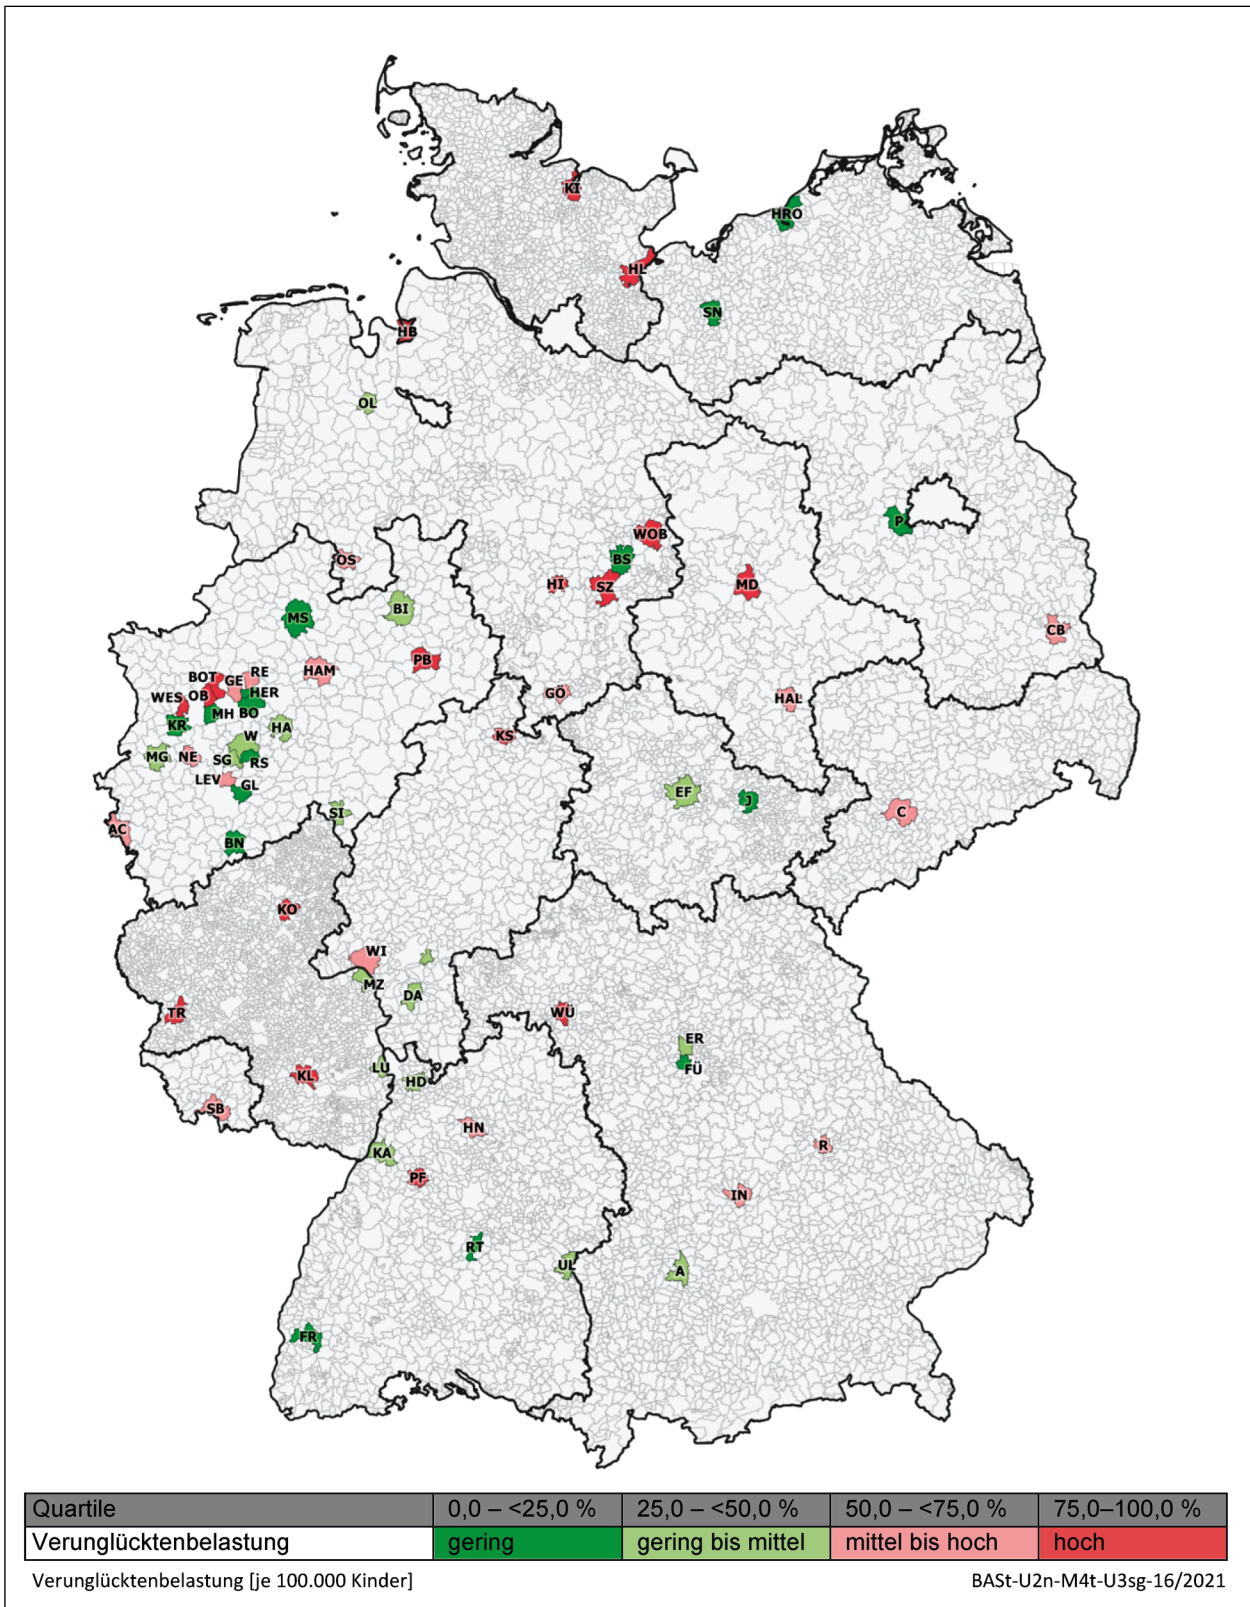 KI
HRO
HL
SN
HB
OL
P
WOB
BS
OS
HI
SZ
MD
BI
MS
CB
PB
HAM
RE
BOT
GE
HER
WES
OB
GÖ
HAL
MH
BO
KR
HA
KS
W
MG
NE
SG
RS
LEV
GL
EF
J
SI
C
AC
BN
KO
WI
MZ
DA
TR
WÜ
ER
FÜ
LU
KL
HD
SB
HN
R
KA
PF
IN
RT
UL
A
FR
Quartile 0,0 – <25,0 % 25,0 – <50,0 % 50,0 – <75,0 % 75,0–100,0 %
Verunglücktenbelastung gering gering bis mittel mittel bis hoch hoch
Verunglücktenbelastung [je 100.000 Kinder] BASt-U2n-M4t-U3sg-16/2021